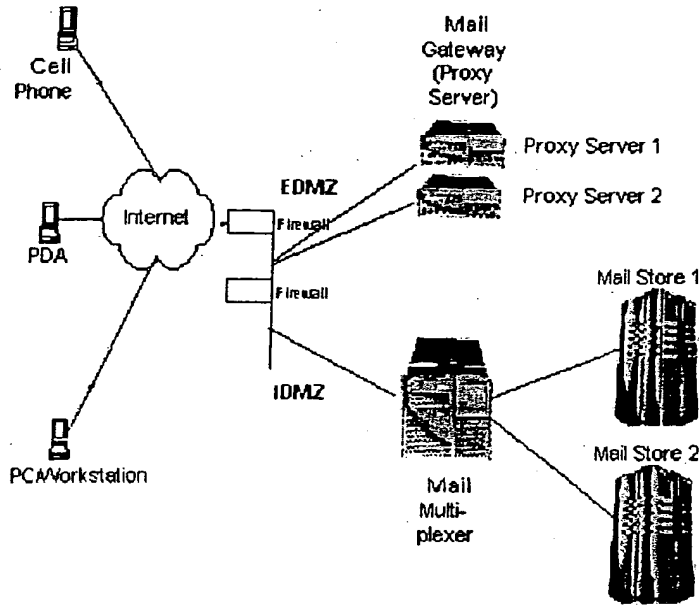 Cell
Phone
Mail
Gateway
(Proxy
Server)
Proxy Server 1
Proxy Server 2
EDMZ
Internet
Firewall
PDA
Firewall
Mail Store 1
IDMZ
PC/Workstation
Mail
Multi-
plexer
Mail Store 2